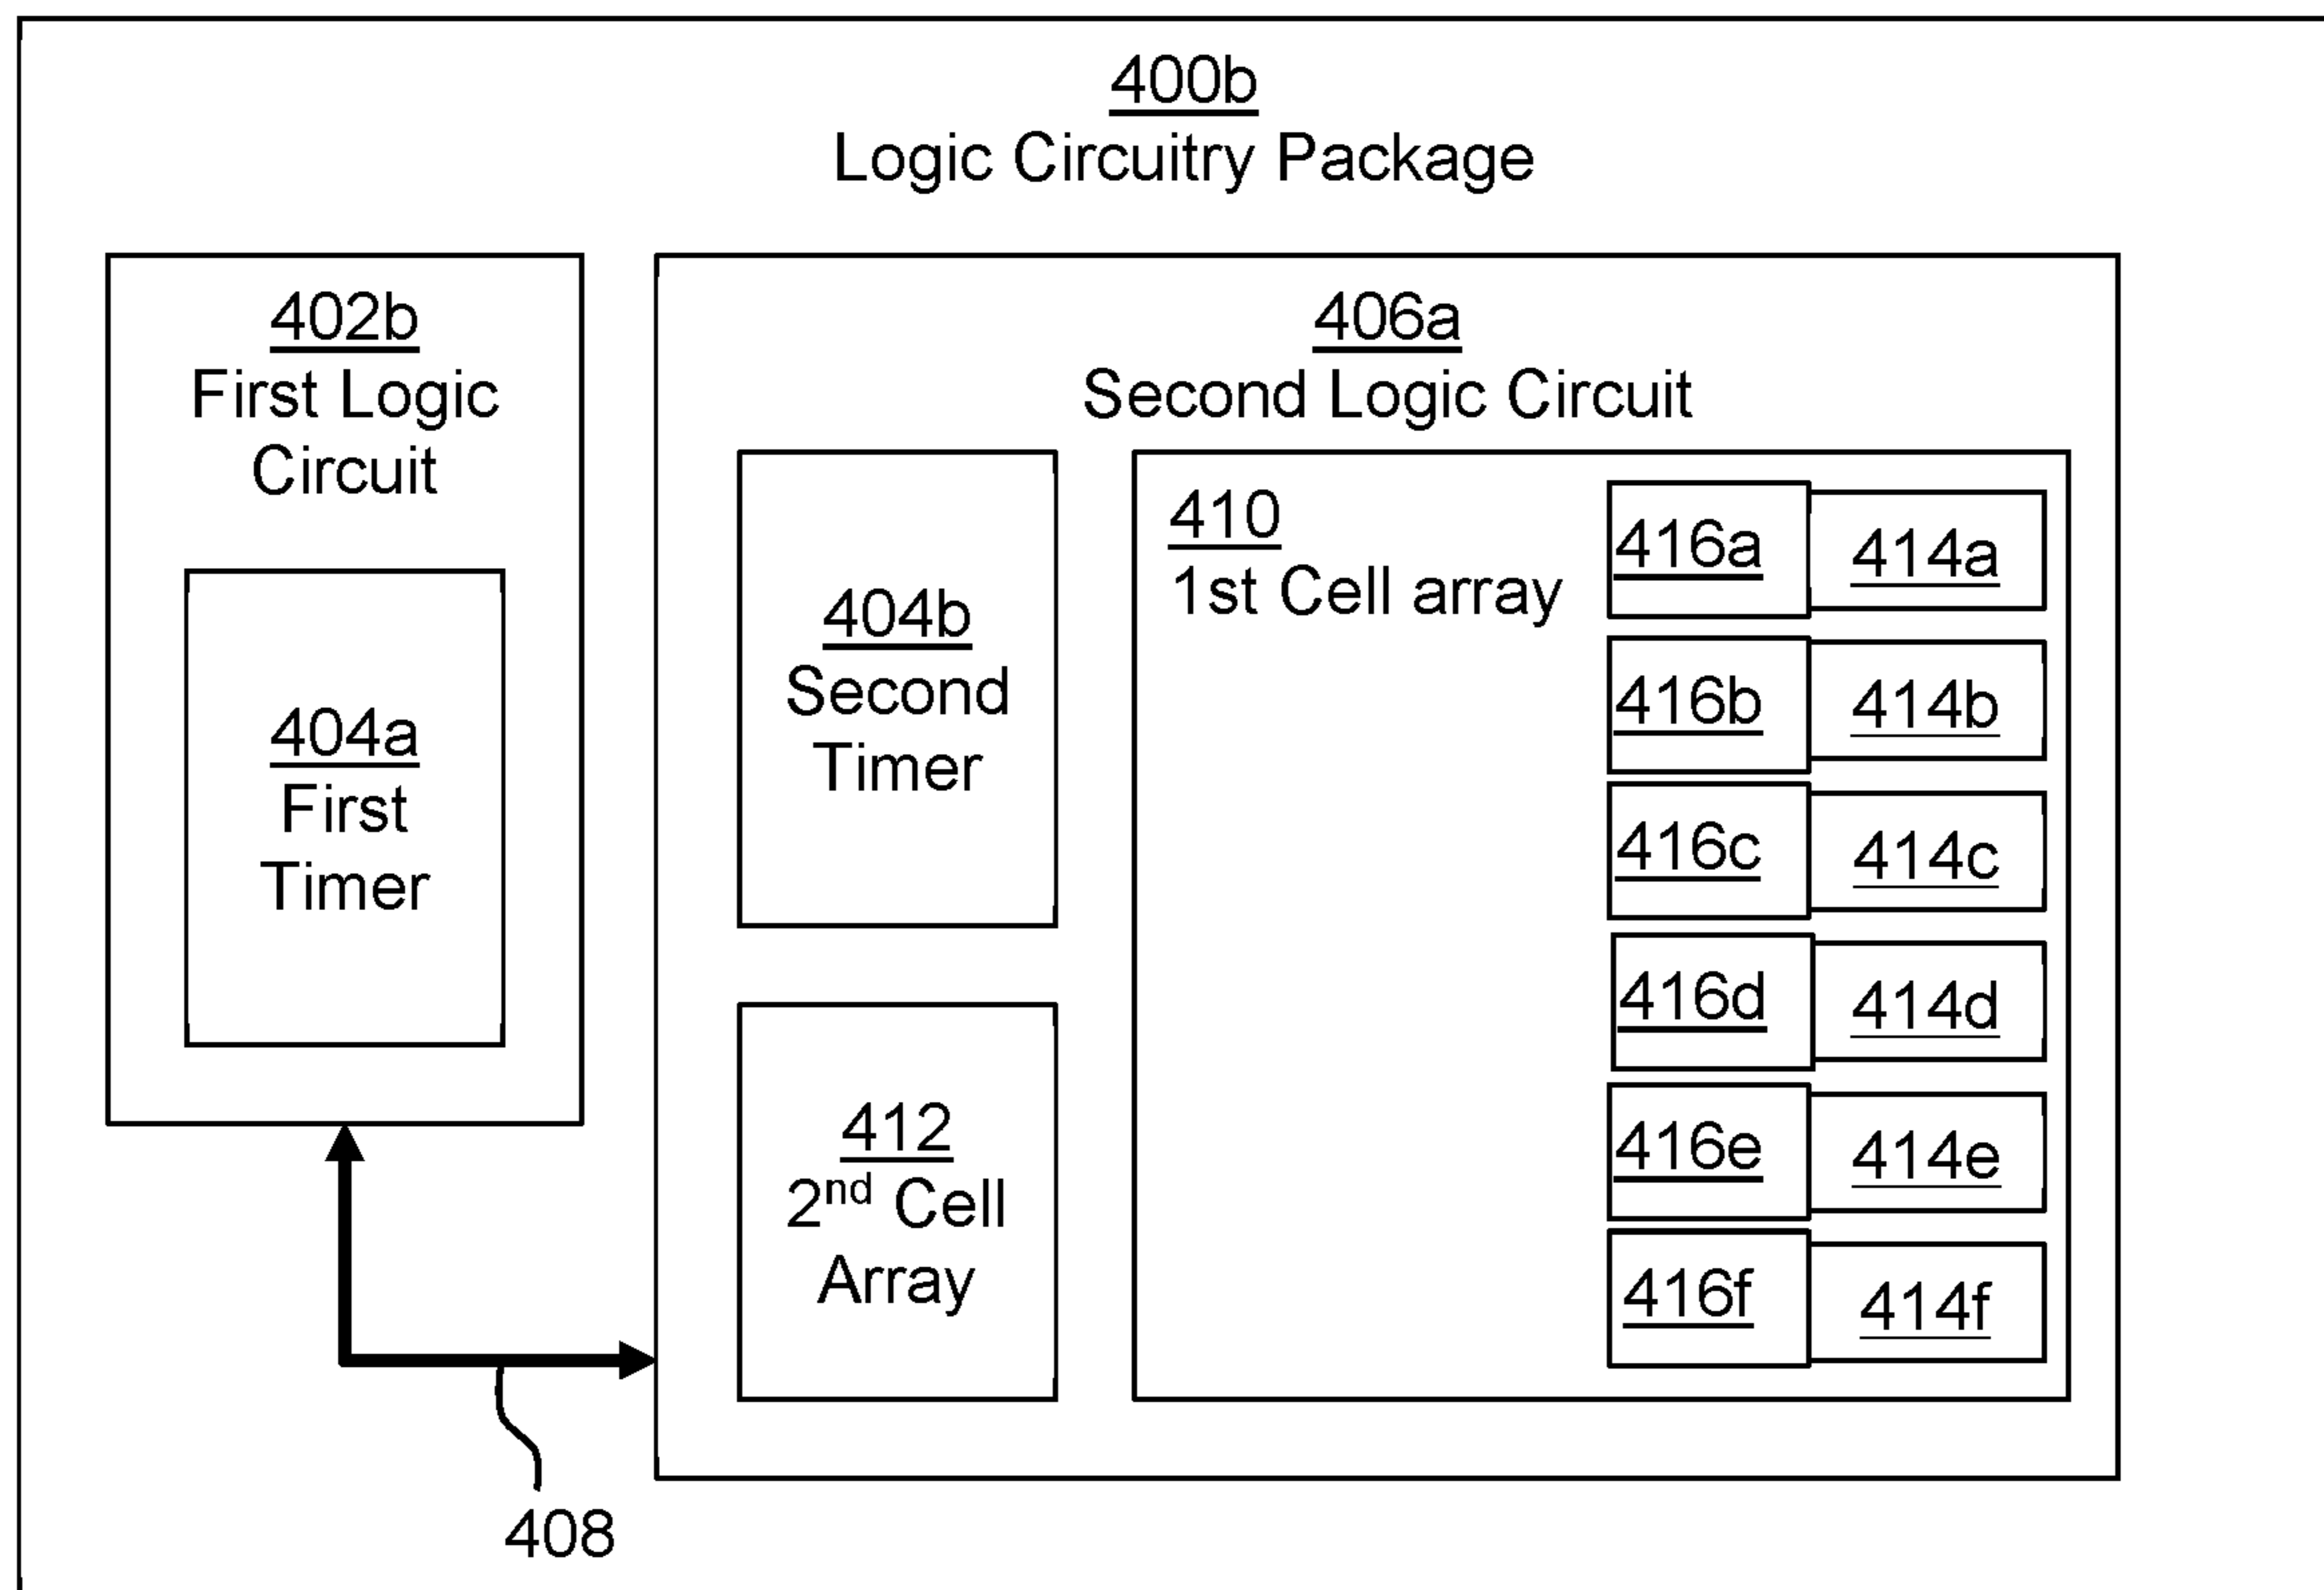 400b
Logic Circuitry Package
402b
First Logic
Circuit
404a
First
Timer
406a
Second Logic Circuit
404b
Second
Timer
412
2nd Cell
Array
410
1st Cell array
416a 414a
416b 414b
416c 414c
416d 414d
416e 414e
416f 414f
408